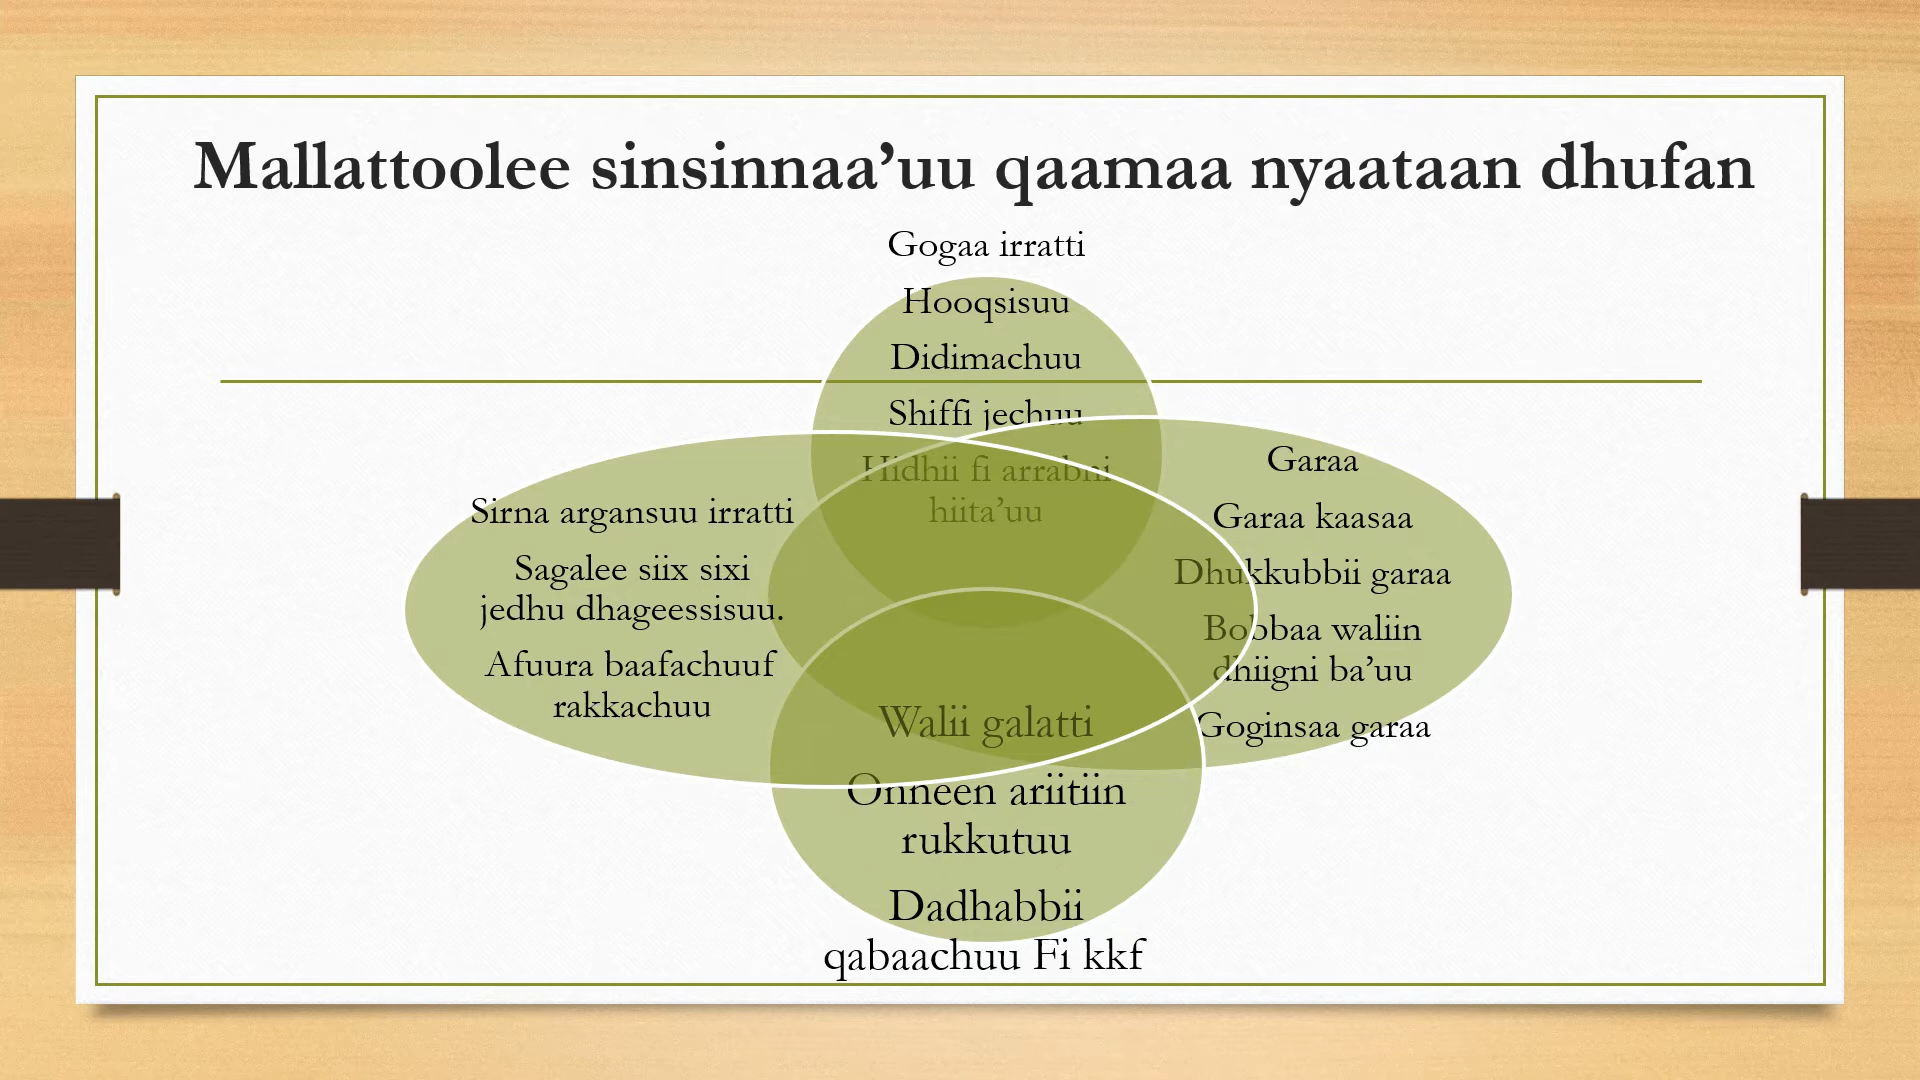 Mallattoolee sinsinnaa’uu qaamaa nyaataan dhufan
Gogaa irratti
Hooqsisuu
Didimachuu
Shiffi jechuu
Hidhii fi arrabni
hiita’uu
Garaa
Garaa kaasaa
Dhukkubbii garaa
Bobbaa waliin
dhiigni ba’uu
Goginsaa garaa
Walii galatti
Onneen ariitiin
rukkutuu
Dadhabbii
qabaachuu Fi kkf
Sirna argansuu irratti
Sagalee siix sixi
jedhu dhageessisuu.
Afuura baafachuuf
rakkachuu